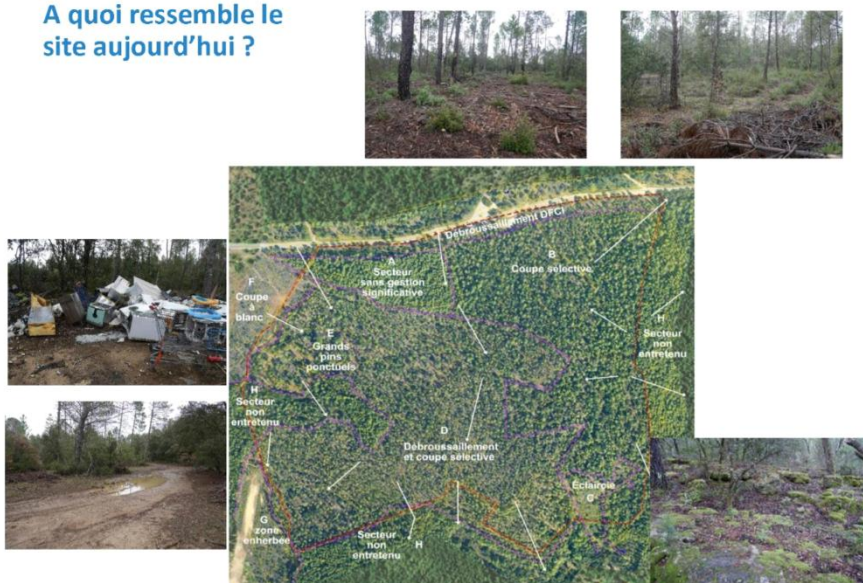 A quoi ressemble le
site aujourd'hui ?
Débroussaillement DFCI
A
Secteur
sans gestion
significative
B
Coupe sélective
F
Coupe
blanc
H
Secteur
non
entretenu
E
Grands
pins
ponctuels
H
Secteur
non
entretenu
D
Débroussaillement
et coupe sélective
Eclaircie
C
G
zone
enherbée
Secteur
non
entretenu
H